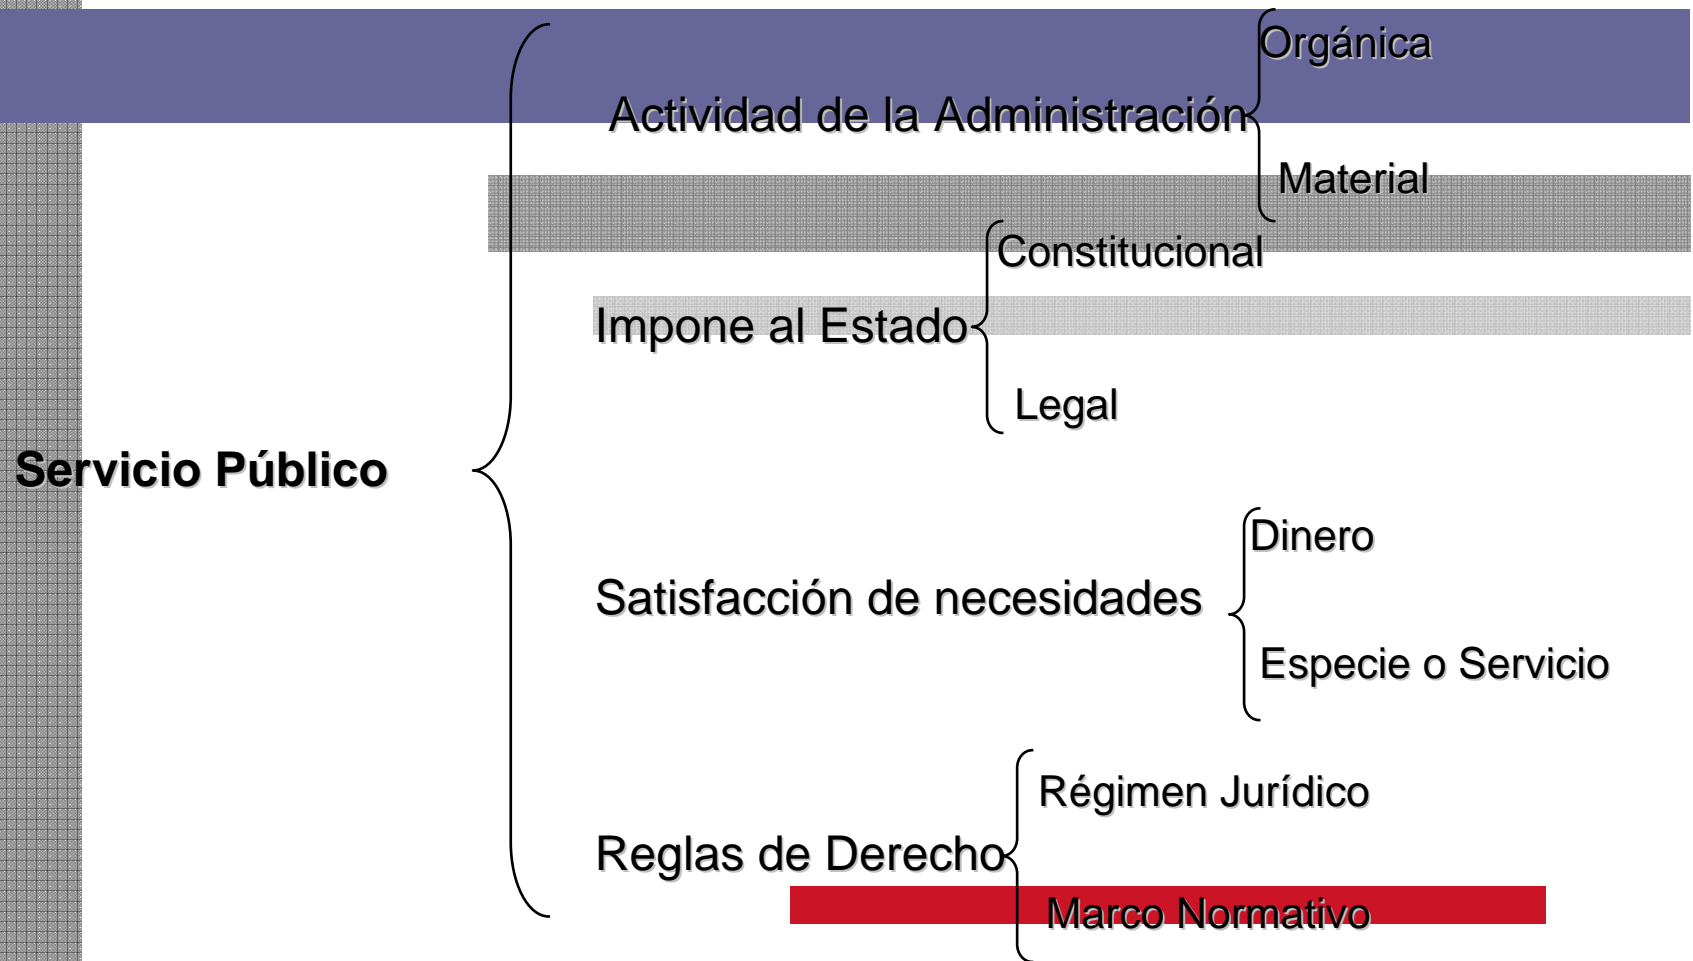 Orgánica
Actividad de la Administración
Material
Constitucional
Impone al Estado
Legal
Servicio Público
Dinero
Satisfacción de necesidades
Especie o Servicio
Régimen Jurídico
Reglas de Derecho
Marco Normativo